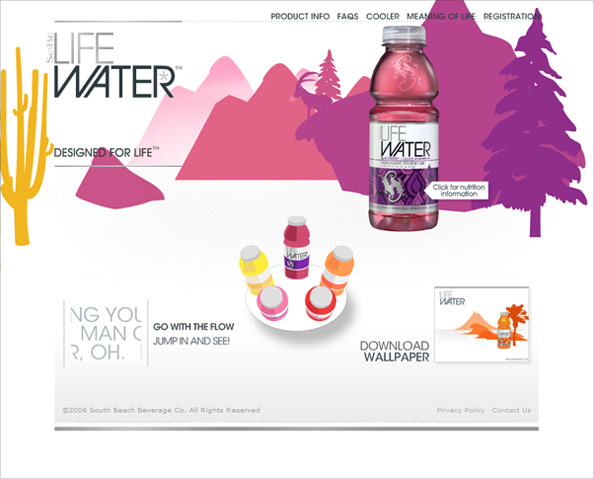 PRODUCT INFO FAQS COOLER MEANING OF LIFE REGISTRATION
SoBe
LIFE
WATER™
DESIGNED FOR LIFE™
LIFE
WATER
Click for nutrition
information
WATER
NG YOU
MAN O
R, OH.
GO WITH THE FLOW
JUMP IN AND SEE!
DOWNLOAD
WALLPAPER
LIFE
WATER
©2006 South Beach Beverage Co. All Rights Reserved
Privacy Policy Contact Us